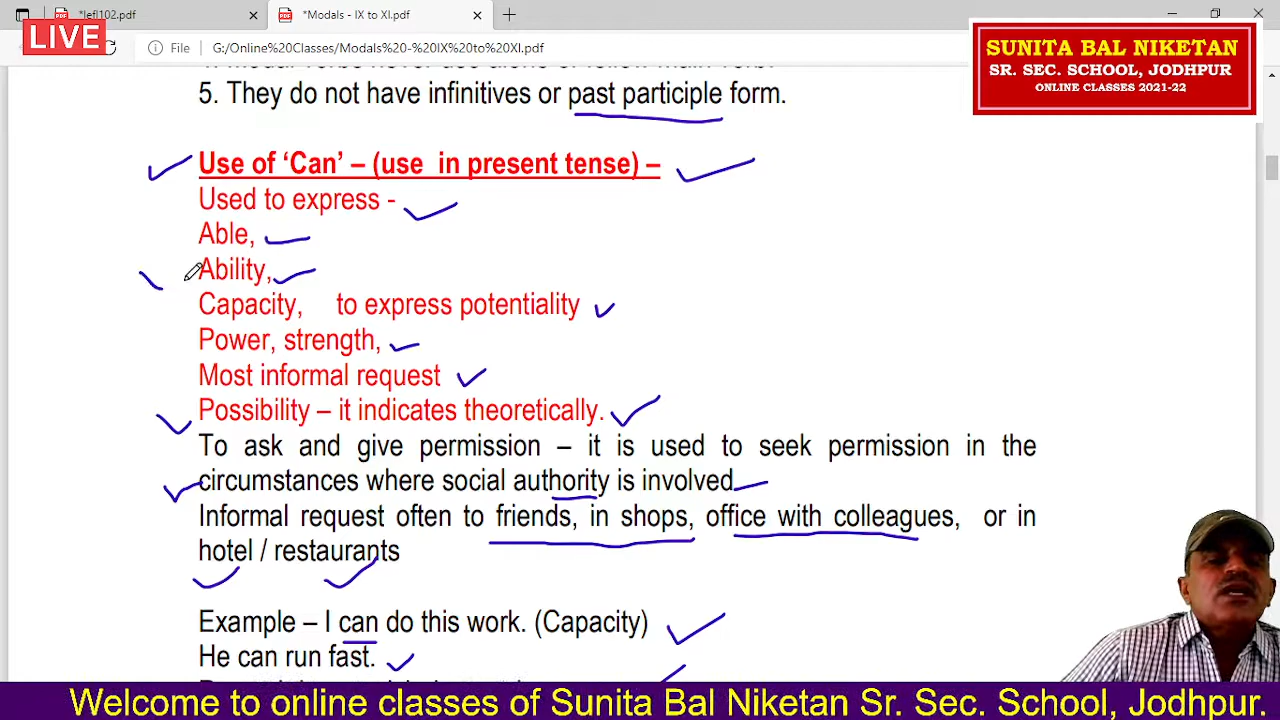 *lefl102.pdf
*Modals - IX to XI.pdf
LIVE
File
G:/Online%20Classes/Modals%20-%20IX%20to%20XI.pdf
SUNITA BAL NIKETAN
SR. SEC. SCHOOL, JODHPUR
ONLINE CLASSES 2021-22
5. They do not have infinitives or past participle form.
Use of ‘Can’ – (use in present tense) –
Used to express -
Able,
Ability,
Capacity, to express potentiality
Power, strength,
Most informal request
Possibility – it indicates theoretically.
To ask and give permission – it is used to seek permission in the
circumstances where social authority is involved
Informal request often to friends, in shops, office with colleagues, or in
hotel / restaurants
Example – I can do this work. (Capacity)
He can run fast.
Welcome to online classes of Sunita Bal Niketan Sr. Sec. School, Jodhpur.